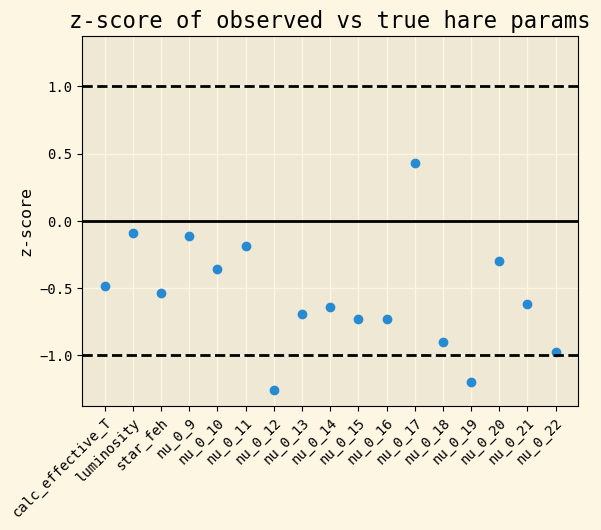 z-score of observed vs true hare params
z-score
1.0
0.5
0.0
−0.5
−1.0
calc_effective_T
luminosity
star_feh
nu_0_9
nu_0_10
nu_0_11
nu_0_12
nu_0_13
nu_0_14
nu_0_15
nu_0_16
nu_0_17
nu_0_18
nu_0_19
nu_0_20
nu_0_21
nu_0_22